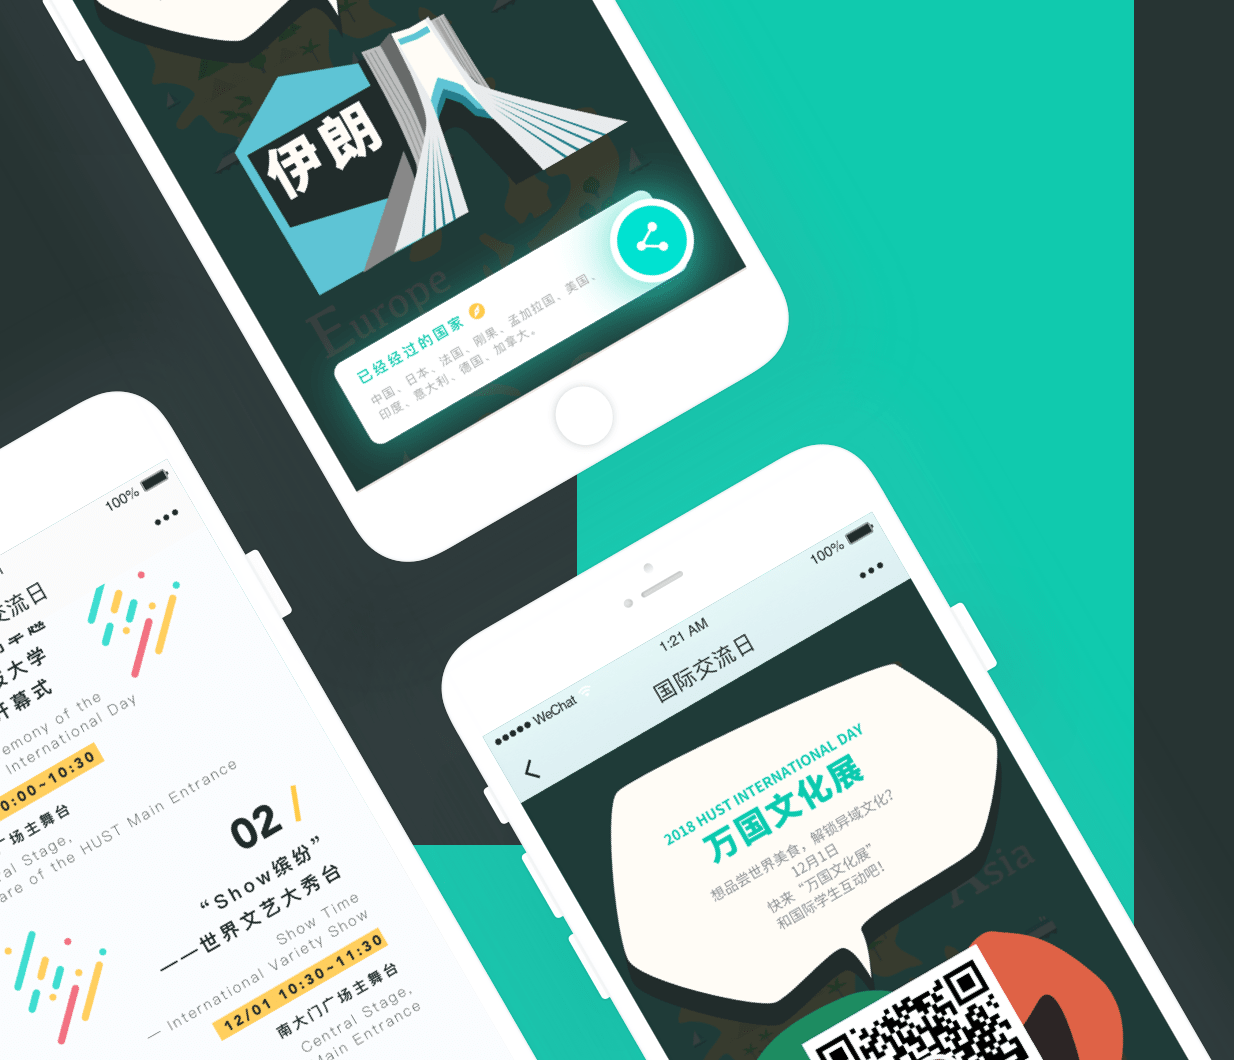 伊朗
Europe
已经经过的国家
中国、日本、法国、刚果、孟加拉国、美国、
印度、意大利、德国、加拿大。
100%
交流日
大学
开幕式
emony of the
International Day
0:00~10:30
广场主舞台
ral Stage,
are of the HUST Main Entrance
02 /
“Show缤纷”
——世界文艺大秀台
Show Time
— International Variety Show
12/01 10:30~11:30
南大门广场主舞台
Central Stage,
Main Entrance
WeChat
1:21 AM
100%
国际交流日
2018 HUST INTERNATIONAL DAY
万国文化展
想品尝世界美食，解锁异域文化？
12月1日
快来“万国文化展”
和国际学生互动吧！
Asia